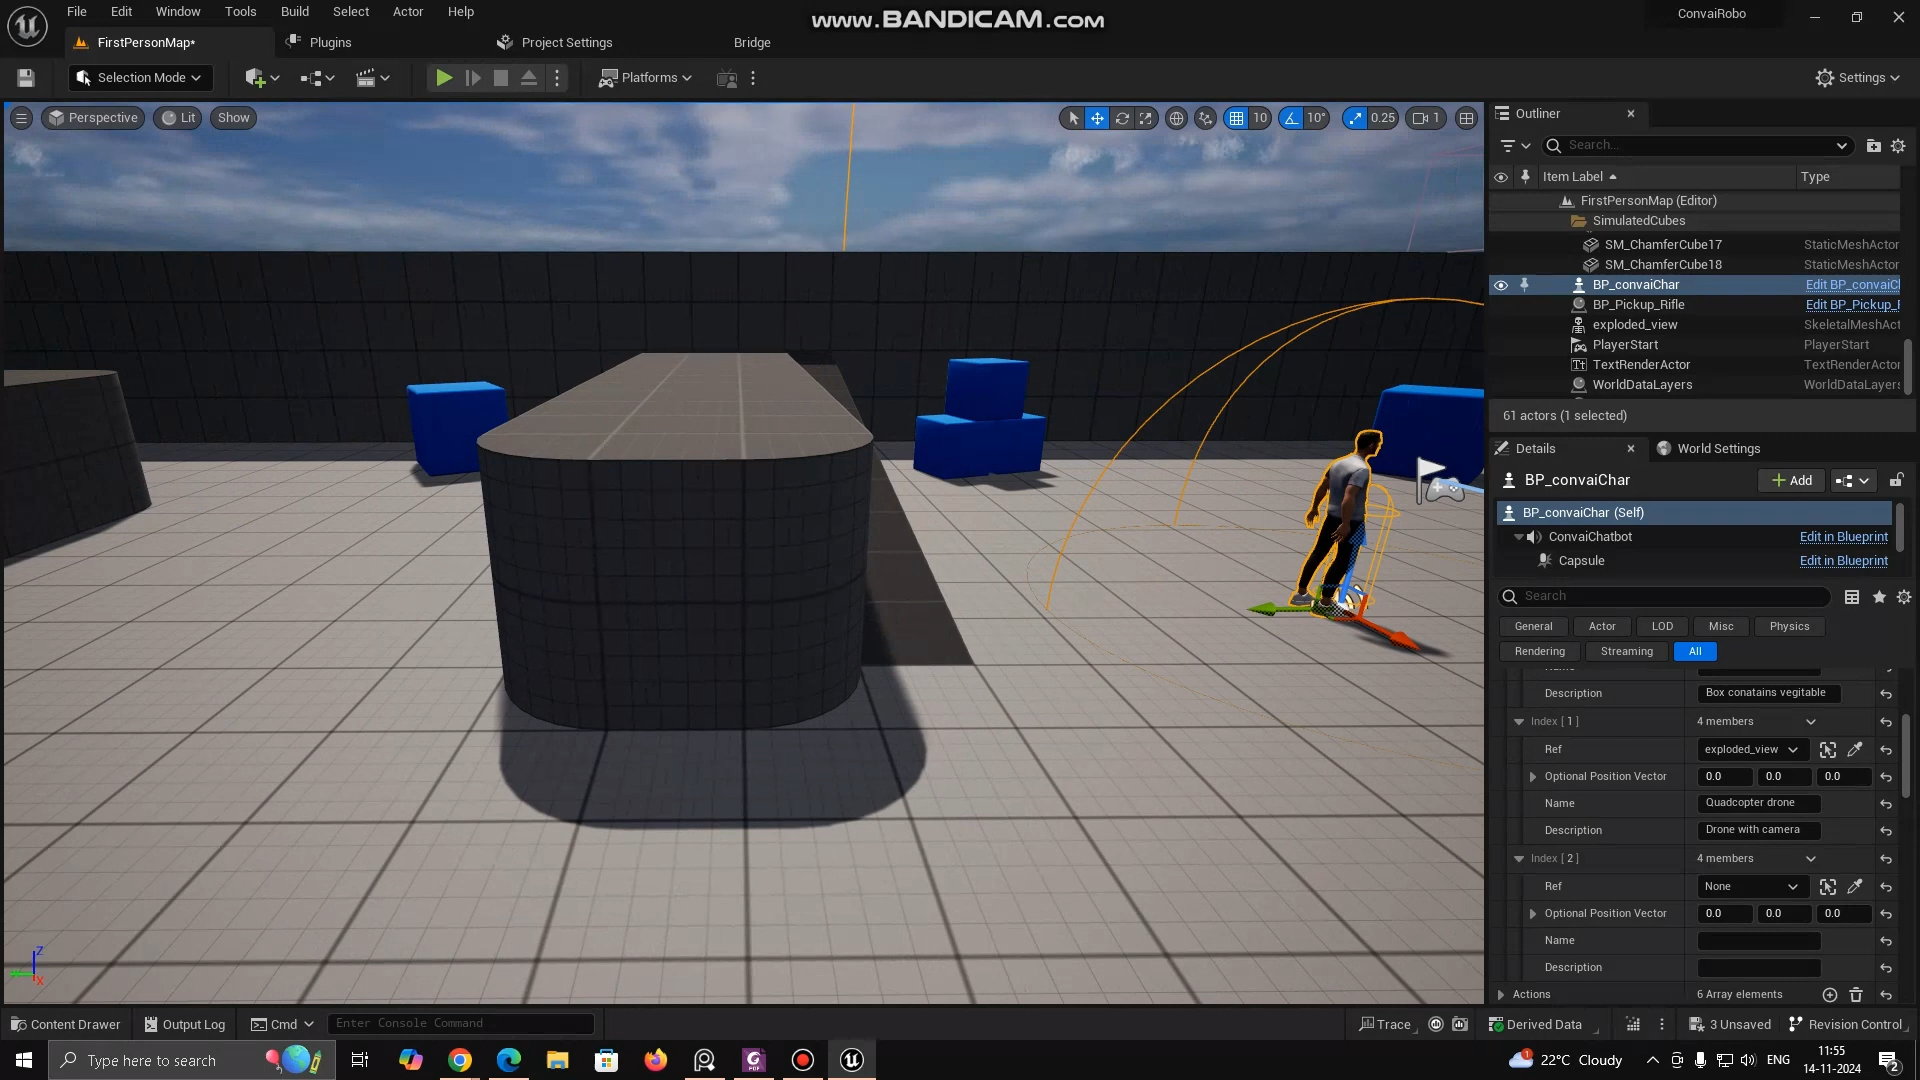 File Edit Window Tools Build Select Actor Help
www.BANDICAM.com
ConvaiRobo
FirstPersonMap*
Plugins
Project Settings
Bridge
Selection Mode
Platforms
Settings
Perspective
Lit
Show
10
10°
0.25
1
Outliner
Search...
Item Label
Type
FirstPersonMap (Editor)
SimulatedCubes
SM_ChamferCube17 StaticMeshActor
SM_ChamferCube18 StaticMeshActor
BP_convaiChar Edit BP_convaiCl
BP_Pickup_Rifle Edit BP_Pickup_F
exploded_view SkeletalMeshAct
PlayerStart PlayerStart
TextRenderActor TextRenderActor
WorldDataLayers WorldDataLayers
61 actors (1 selected)
Details
World Settings
BP_convaiChar
Add
BP_convaiChar (Self)
ConvaiChatbot Edit in Blueprint
Capsule Edit in Blueprint
Search
General Actor LOD Misc Physics
Rendering Streaming All
Description Box conatains vegitable
Index [ 1 ] 4 members
Ref exploded_view
Optional Position Vector 0.0 0.0 0.0
Name Quadcopter drone
Description Drone with camera
Index [ 2 ] 4 members
Ref None
Optional Position Vector 0.0 0.0 0.0
Name
Description
Actions 6 Array elements
Z
X
Content Drawer
Output Log
Cmd
Enter Console Command
Trace
Derived Data
3 Unsaved
Revision Control
Type here to search
22°C Cloudy
ENG
11:55
14-11-2024
2